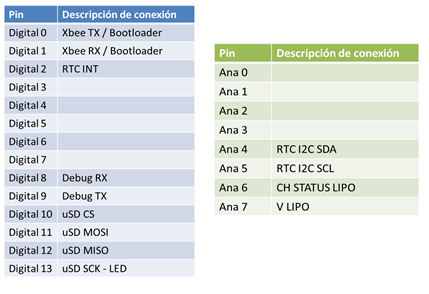 Pin Descripción de conexión
Digital 0 Xbee TX / Bootloader
Digital 1 Xbee RX / Bootloader
Digital 2 RTC INT
Digital 3
Digital 4
Digital 5
Digital 6
Digital 7
Digital 8 Debug RX
Digital 9 Debug TX
Digital 10 uSD CS
Digital 11 uSD MOSI
Digital 12 uSD MISO
Digital 13 uSD SCK - LED
Pin Descripción de conexión
Ana 0
Ana 1
Ana 2
Ana 3
Ana 4 RTC I2C SDA
Ana 5 RTC I2C SCL
Ana 6 CH STATUS LIPO
Ana 7 V LIPO